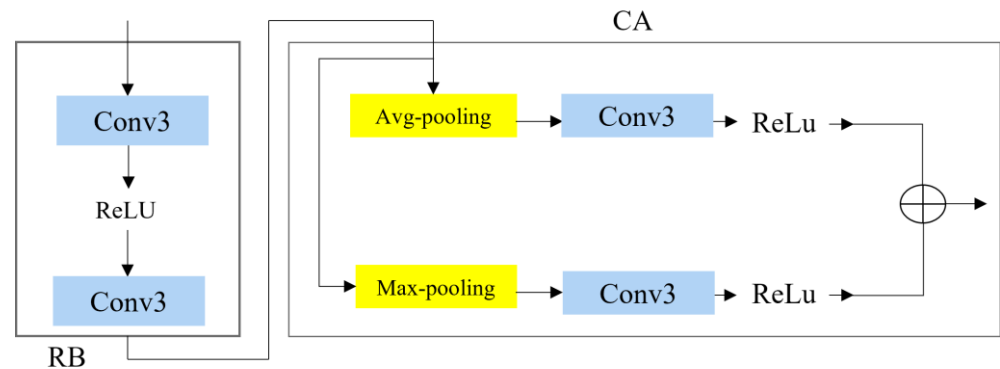 CA
Conv3
ReLU
Conv3
RB
Avg-pooling
Conv3
ReLu
Max-pooling
Conv3
ReLu